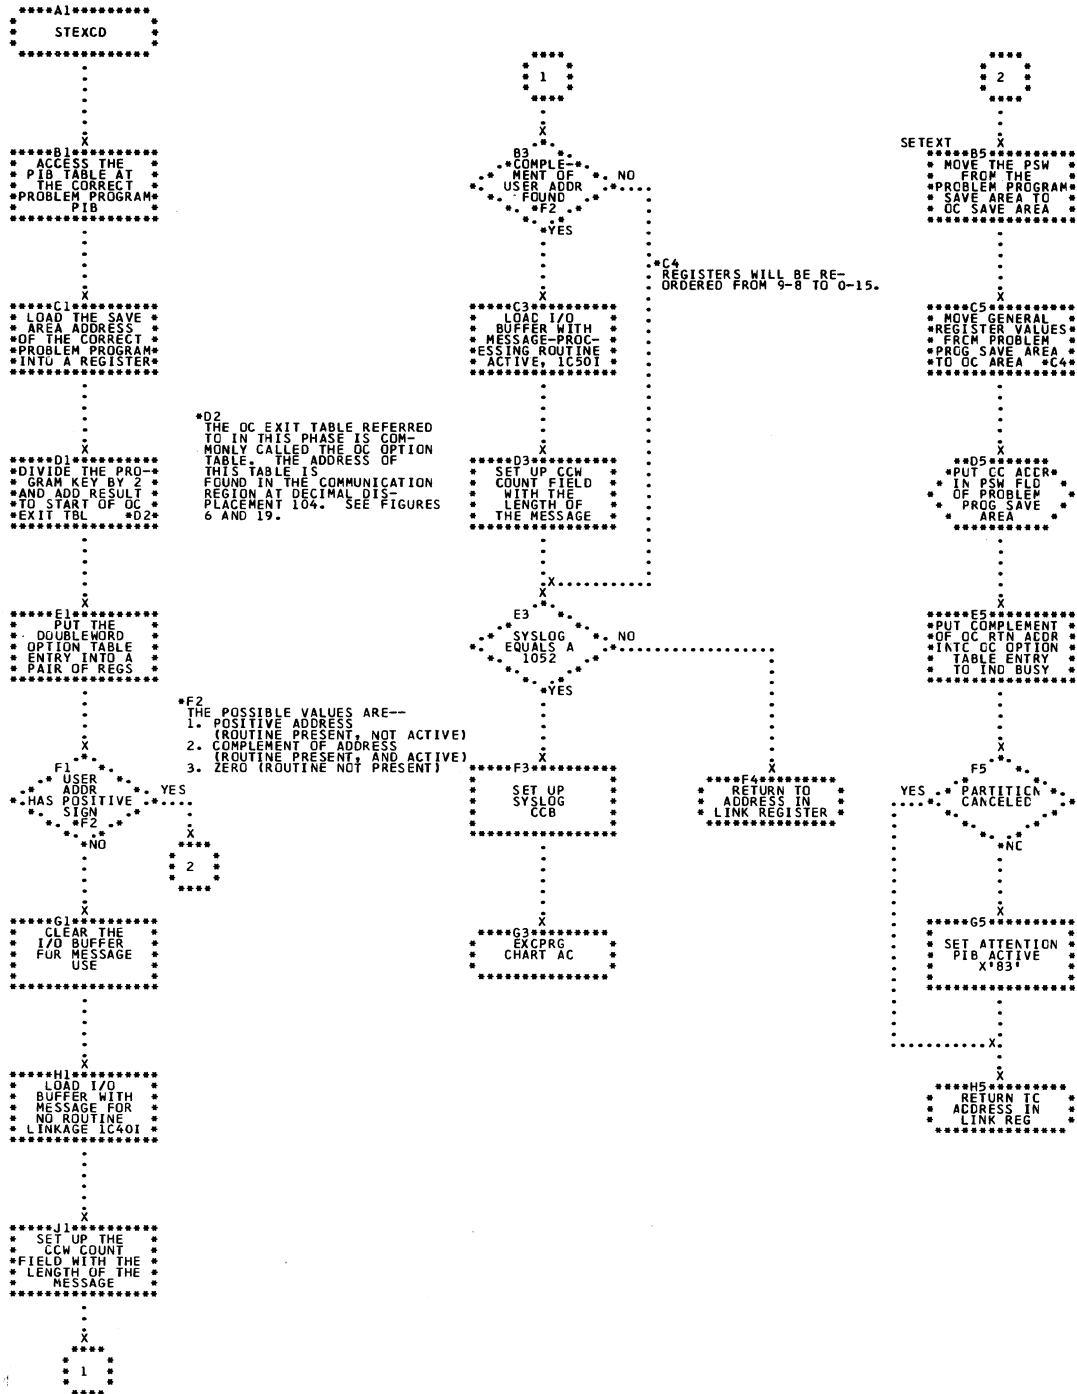 A1
STEXCD
B1
ACCESS THE
PIB TABLE AT
THE CORRECT
PROBLEM PROGRAM
PIB
C1
LOAD THE SAVE
AREA ADDRESS
OF THE CORRECT
PROBLEM PROGRAM
INTO A REGISTER
D1
DIVIDE THE PRO-
GRAM KEY BY 2
AND ADD RESULT
TO START OF OC
EXIT TBL *D2*
E1
PUT THE
DOUBLEWORD
OPTION TABLE
ENTRY INTO A
PAIR OF REGS
F1
USER
ADDR
HAS POSITIVE
SIGN
*F2
YES
*NO
2
G1
CLEAR THE
I/O BUFFER
FOR MESSAGE
USE
H1
LOAD I/O
BUFFER WITH
MESSAGE FOR
NO ROUTINE
LINKAGE 1C40I
J1
SET UP THE
CCW COUNT
FIELD WITH THE
LENGTH OF THE
MESSAGE
1
*D2
THE OC EXIT TABLE REFERRED
TO IN THIS PHASE IS COM-
MONLY CALLED THE OC OPTION
TABLE. THE ADDRESS OF
THIS TABLE IS
FOUND IN THE COMMUNICATION
REGION AT DECIMAL DIS-
PLACEMENT 104. SEE FIGURES
6 AND 19.
*F2
THE POSSIBLE VALUES ARE--
1. POSITIVE ADDRESS
(ROUTINE PRESENT, NOT ACTIVE)
2. COMPLEMENT OF ADDRESS
(ROUTINE PRESENT, AND ACTIVE)
3. ZERO (ROUTINE NOT PRESENT)
1
B3
COMPLE-
MENT OF
USER ADDR
FOUND
*F2
NO
*YES
C3
LOAD I/O
BUFFER WITH
MESSAGE-PROC-
ESSING ROUTINE
ACTIVE, 1C50I
D3
SET UP CCW
COUNT FIELD
WITH THE
LENGTH OF
THE MESSAGE
E3
SYSLOG
EQUALS A
1052
NO
*YES
F3
SET UP
SYSLOG
CCB
G3
EXCPRG
CHART AC
*C4
REGISTERS WILL BE RE-
ORDERED FROM 9-8 TO 0-15.
F4
RETURN TO
ADDRESS IN
LINK REGISTER
2
SETEXT
B5
MOVE THE PSW
FROM THE
PROBLEM PROGRAM
SAVE AREA TO
OC SAVE AREA
C5
MOVE GENERAL
REGISTER VALUES
FRCM PROBLEM
PROG SAVE AREA
TO OC AREA *C4*
D5
PUT CC ACCR
IN PSW FLD
OF PROBLEM
PROG SAVE
AREA
E5
PUT COMPLEMENT
OF OC RTN ADDR
INTC OC OPTION
TABLE ENTRY
TO IND BUSY
F5
PARTITICN
CANCELED
YES
*NC
G5
SET ATTENTION
PIB ACTIVE
X'83'
H5
RETURN TC
ADDRESS IN
LINK REG